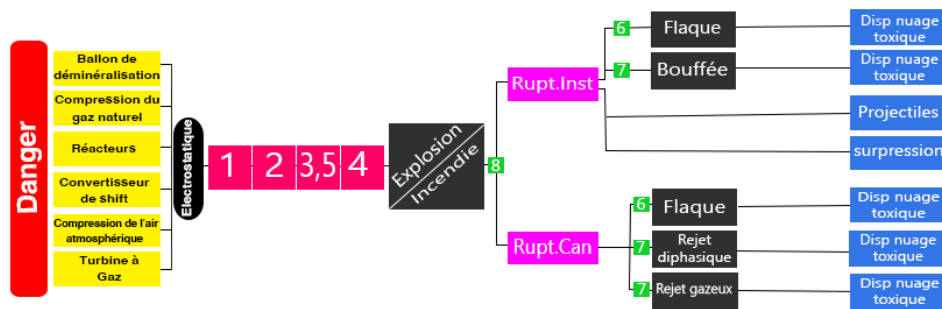 Danger
Ballon de
déminéralisation
Compression du
gaz naturel
Réacteurs
Convertisseur
de shift
Compression de l'air
atmosphérique
Turbine à
Gaz
Electrostatique
1 2 3,5 4
Explosion
Incendie
8
Rupt.Inst
6 Flaque
Disp nuage
toxique
7 Bouffée
Disp nuage
toxique
Projectiles
surpression
Rupt.Can
6 Flaque
Disp nuage
toxique
7 Rejet
diphasique
Disp nuage
toxique
7 Rejet gazeux
Disp nuage
toxique